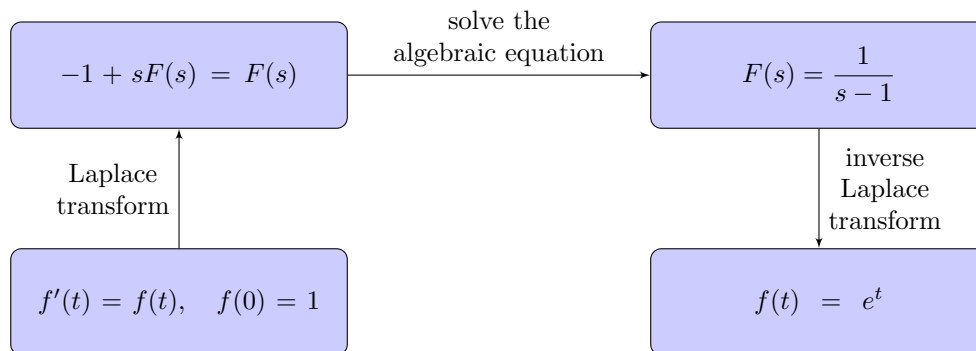 solve the
algebraic equation
−1 + sF(s) = F(s)
F(s) = 1/(s − 1)
Laplace
transform
inverse
Laplace
transform
f′(t) = f(t), f(0) = 1
f(t) = e^t